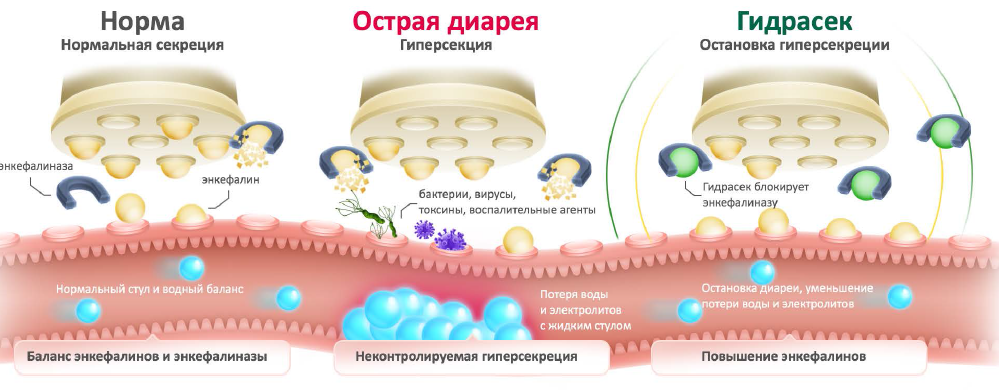 Норма
Нормальная секреция
энкефалиназа
энкефалин
Нормальный стул и водный баланс
Баланс энкефалинов и энкефалиназы
Острая диарея
Гиперсекция
бактерии, вирусы,
токсины, воспалительные агенты
Потеря воды
и электролитов
с жидким стулом
Неконтролируемая гиперсекреция
Гидрасек
Остановка гиперсекреции
Гидрасек блокирует
энкефалиназу
Остановка диареи, уменьшение
потери воды и электролитов
Повышение энкефалинов